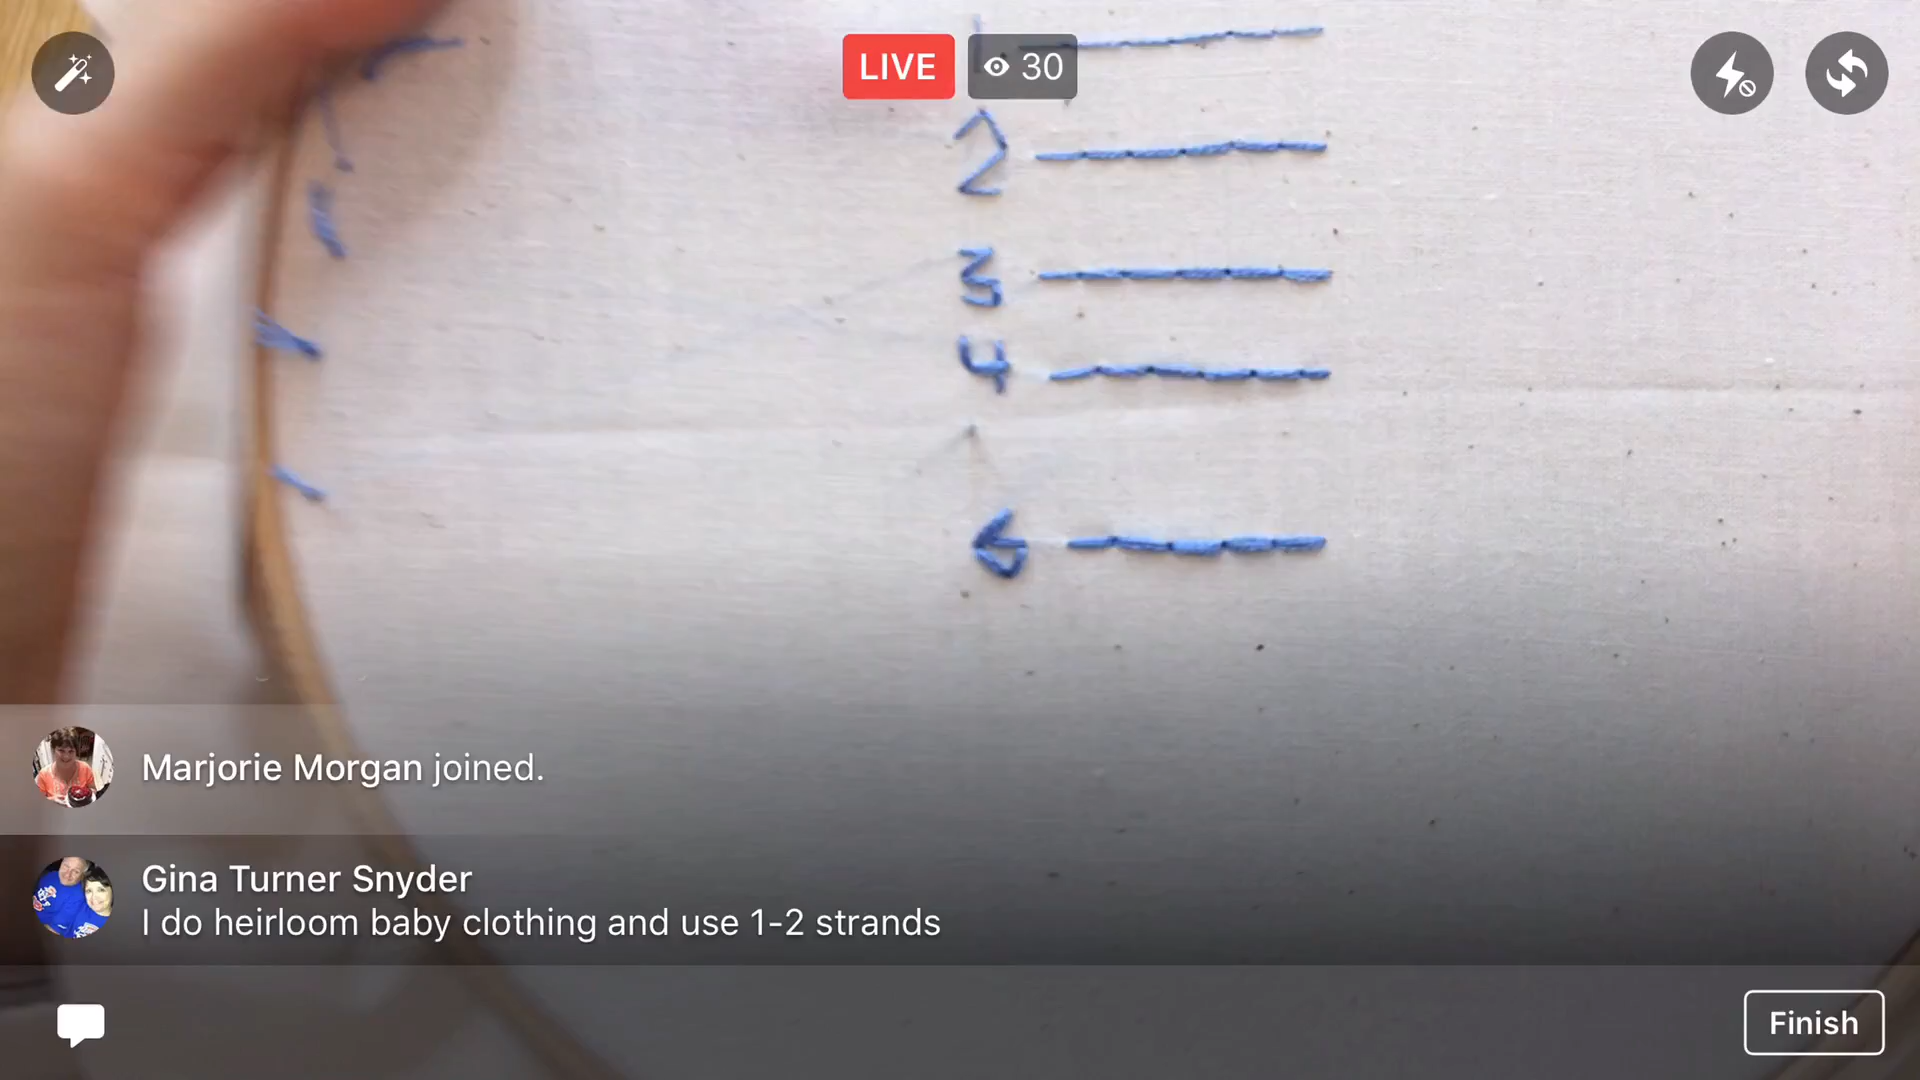 LIVE 30
2
3
4
6
Marjorie Morgan joined.
Gina Turner Snyder
I do heirloom baby clothing and use 1-2 strands
Finish